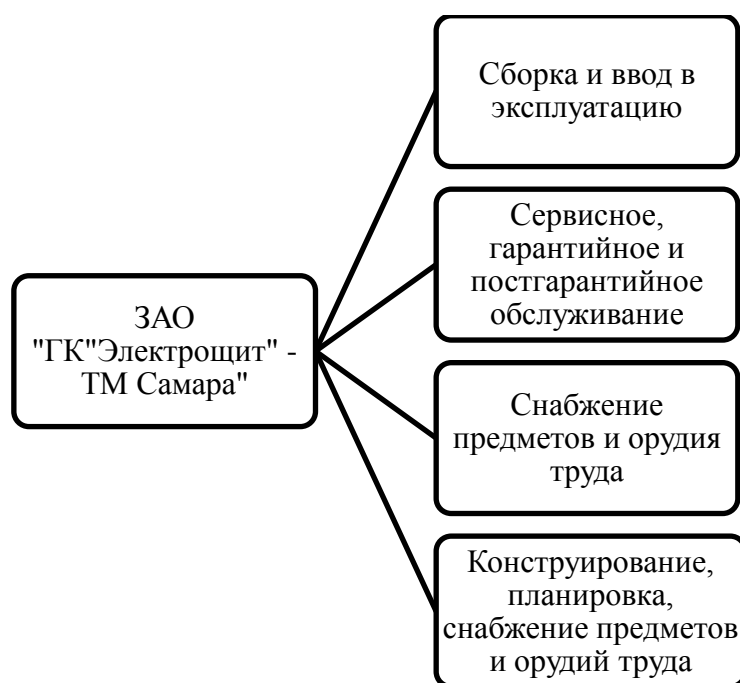 ЗАО
"ГК"Электрощит" -
ТМ Самара"
Сборка и ввод в
эксплуатацию
Сервисное,
гарантийное и
постгарантийное
обслуживание
Снабжение
предметов и орудия
труда
Конструирование,
планировка,
снабжение предметов
и орудий труда